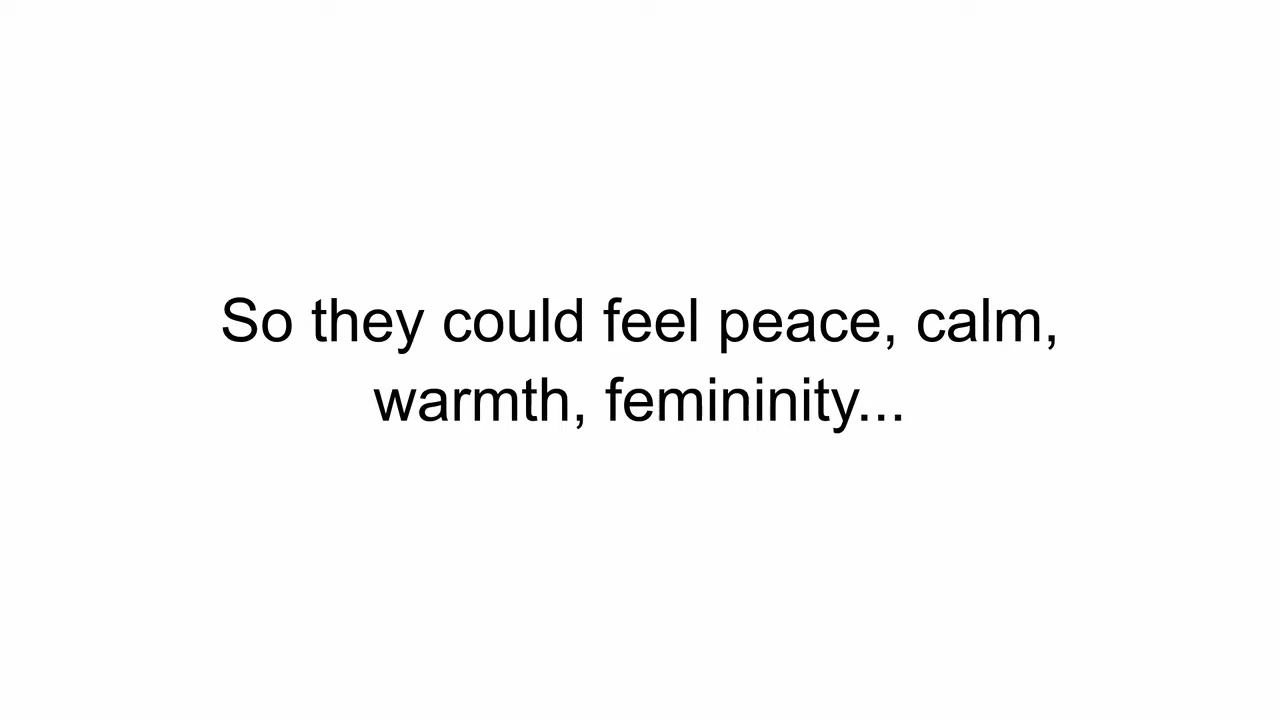 So they could feel peace, calm,
warmth, femininity...